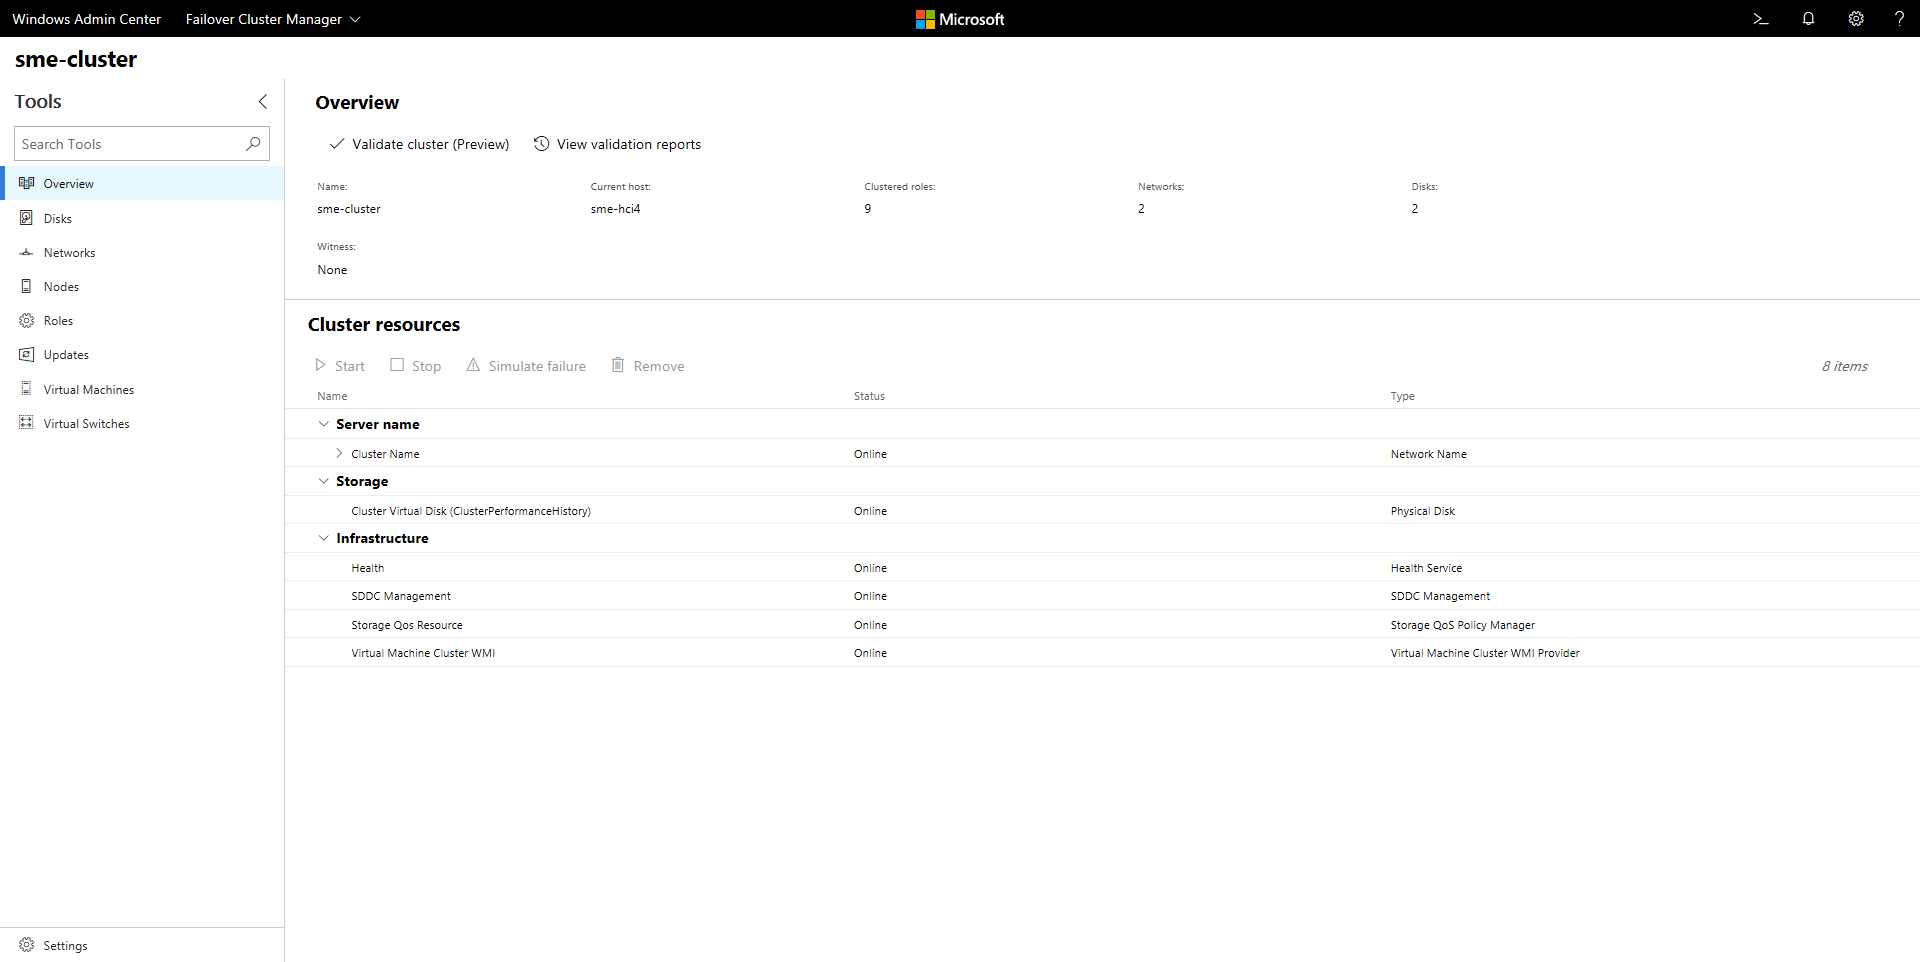 Windows Admin Center Failover Cluster Manager Microsoft
sme-cluster
Tools
Search Tools
Overview
Disks
Networks
Nodes
Roles
Updates
Virtual Machines
Virtual Switches
Settings
Overview
Validate cluster (Preview) View validation reports
Name: Current host: Clustered roles: Networks: Disks:
sme-cluster sme-hci4 9 2 2
Witness:
None
Cluster resources
Start Stop Simulate failure Remove 8 items
Name Status Type
Server name
Cluster Name Online Network Name
Storage
Cluster Virtual Disk (ClusterPerformanceHistory) Online Physical Disk
Infrastructure
Health Online Health Service
SDDC Management Online SDDC Management
Storage Qos Resource Online Storage QoS Policy Manager
Virtual Machine Cluster WMI Online Virtual Machine Cluster WMI Provider